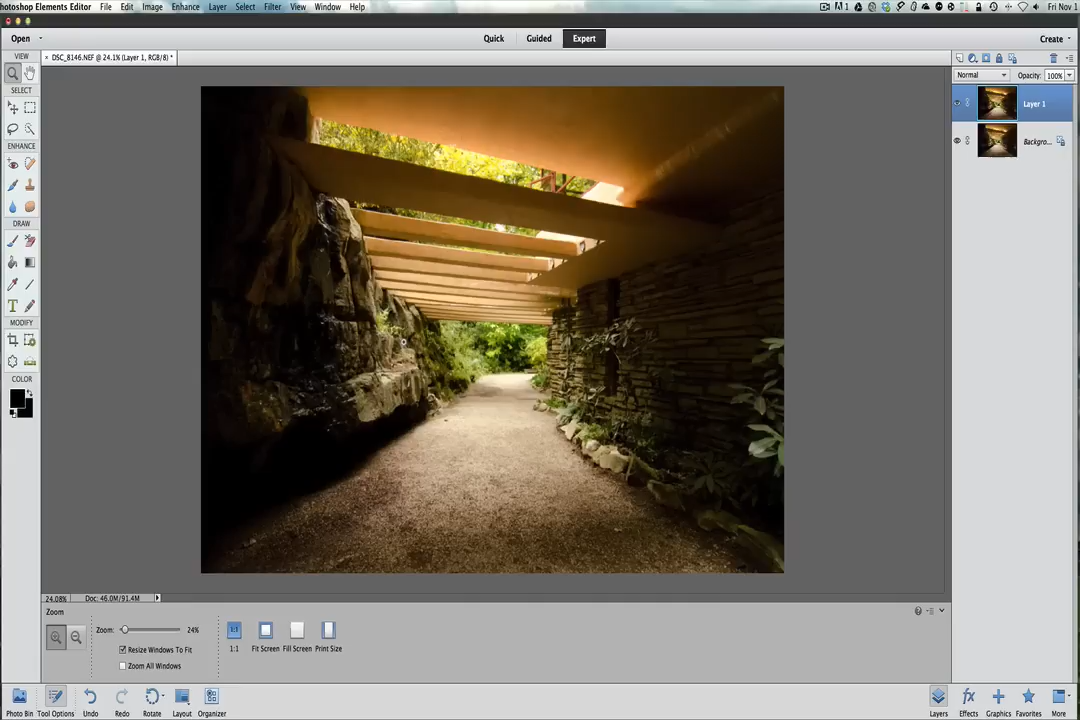 hotoshop Elements Editor File Edit Image Enhance Layer Select Filter View Window Help 1 Fri Nov 1
Open Quick Guided Expert Create
VIEW × DSC_8146.NEF @ 24.1% (Layer 1, RGB/8) *
Normal Opacity: 100%
SELECT Layer 1
ENHANCE Backgro...
DRAW
T
MODIFY
COLOR
24.08% Doc: 46.0M/91.4M
Zoom
Zoom: 24% 1:1
Resize Windows To Fit 1:1 Fit Screen Fill Screen Print Size
Zoom All Windows
fx
Photo Bin Tool Options Undo Redo Rotate Layout Organizer Layers Effects Graphics Favorites More